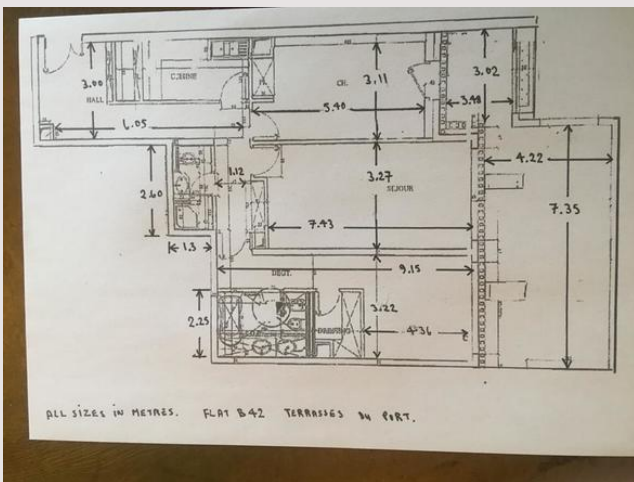 3.00
HALL
CUISINE
CH.
3.11
3.02
3.48
5.40
6.05
4.22
1.12
3.27
SEJOUR
7.35
2.60
7.43
1.3
9.15
DEGT.
3.22
2.25
4.36
ALL SIZES IN METRES. FLAT B42 TERRASSES DU PORT.